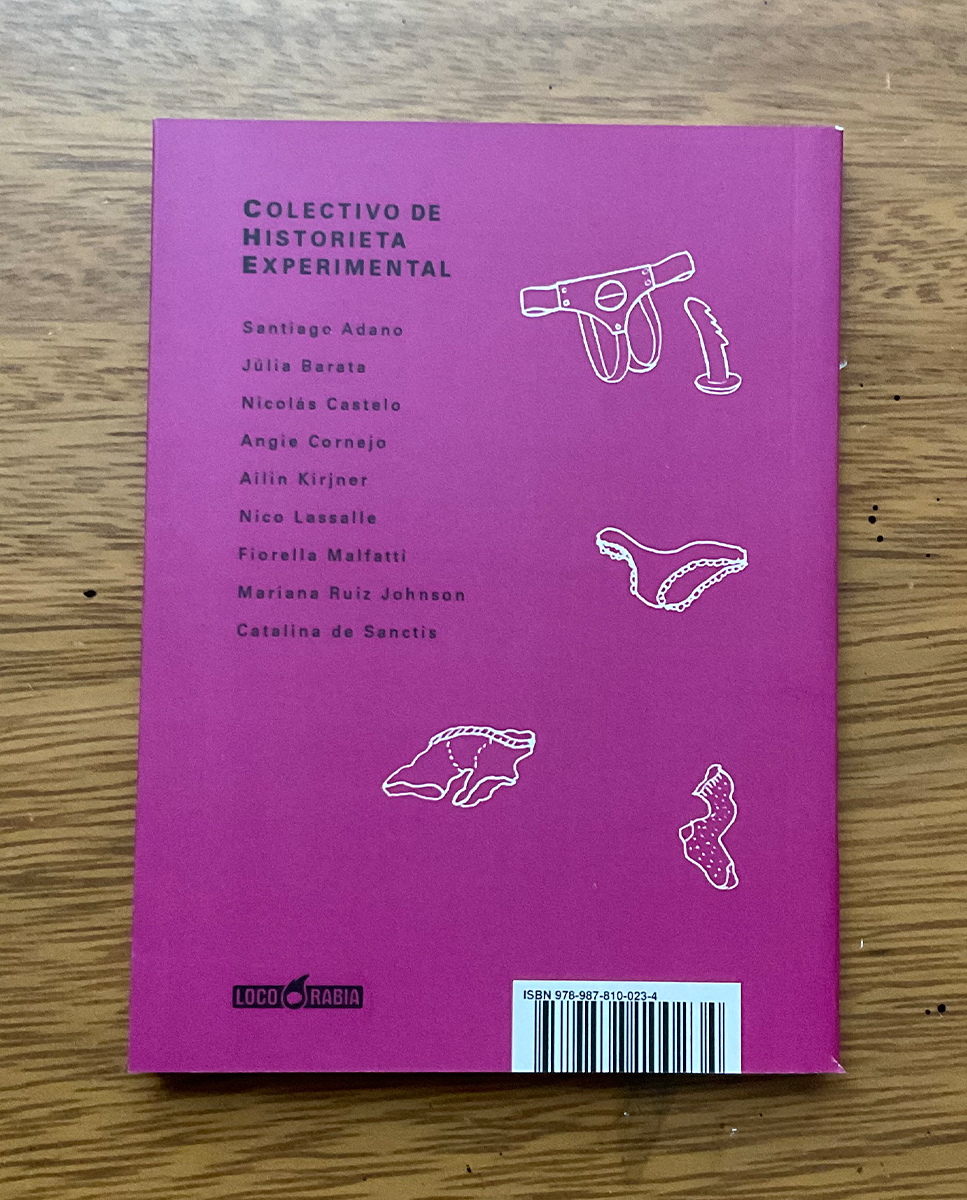 COLECTIVO DE
HISTORIETA
EXPERIMENTAL
Santiago Adano
Júlia Barata
Nicolás Castelo
Angie Cornejo
Ailin Kirjner
Nico Lassalle
Fiorella Malfatti
Mariana Ruiz Johnson
Catalina de Sanctis
LOCO RABIA
ISBN 978-987-810-023-4